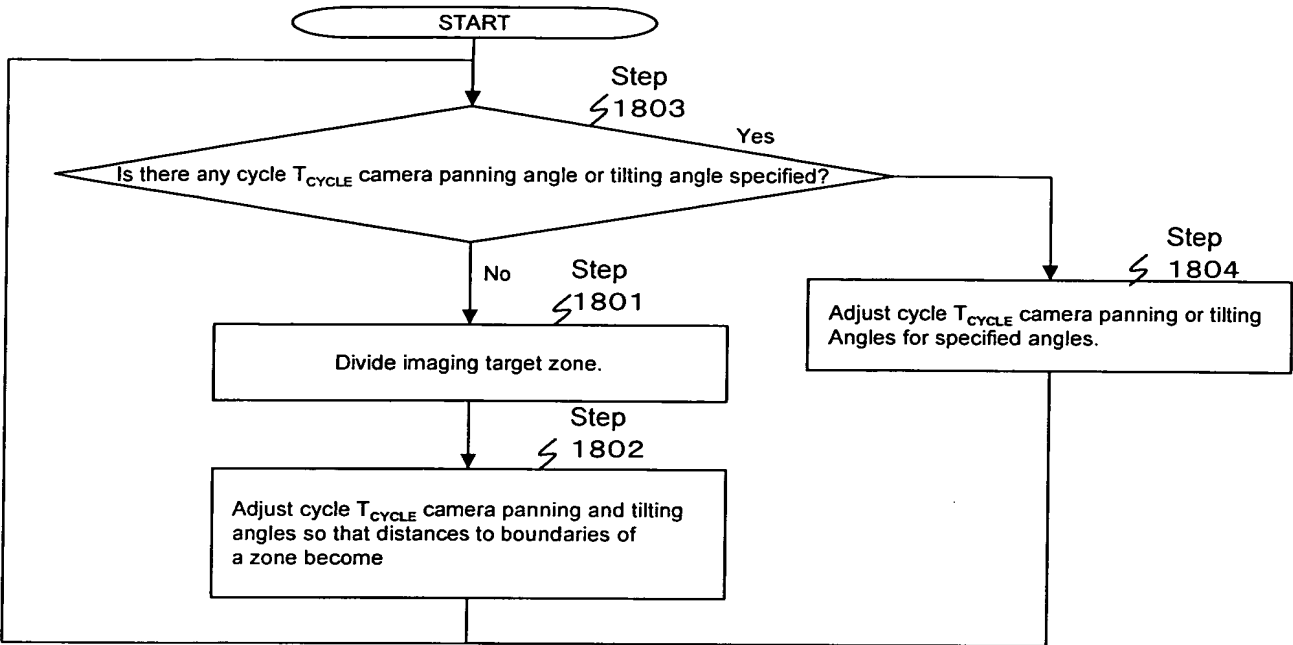 START
Step
1803
Yes
Is there any cycle T_CYCLE camera panning angle or tilting angle specified?
No
Step
1801
Divide imaging target zone.
Step
1802
Adjust cycle T_CYCLE camera panning and tilting
angles so that distances to boundaries of
a zone become
Step
1804
Adjust cycle T_CYCLE camera panning or tilting
Angles for specified angles.